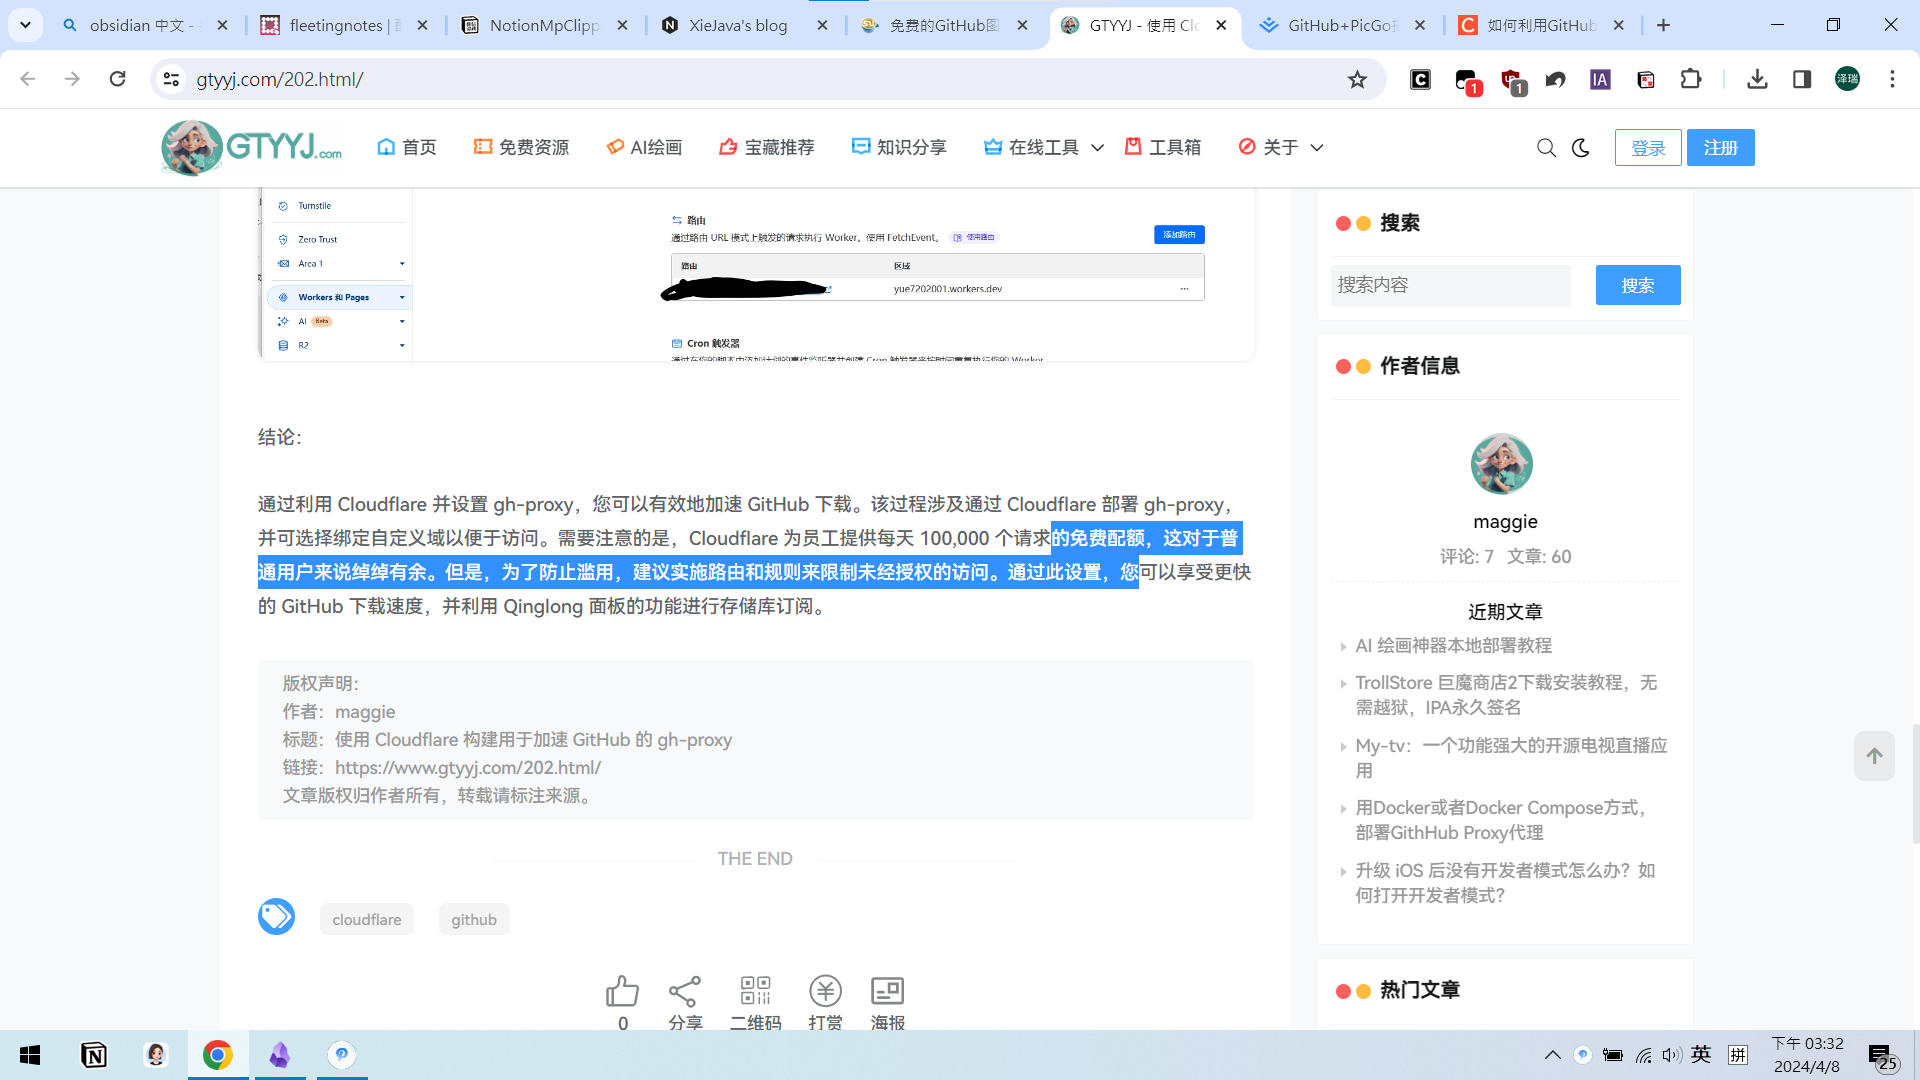 obsidian 中文 -
fleetingnotes |
NotionMpClipp
XieJava's blog
免费的GitHub图
GTYYJ - 使用 Clo
GitHub+PicGo
如何利用GitHub
gtyyj.com/202.html/
1
1
IA
泽瑞
GTYYJ.com
首页
免费资源
AI绘画
宝藏推荐
知识分享
在线工具
工具箱
关于
登录
注册
Turnstile
Zero Trust
Area 1
Workers 和 Pages
AI Beta
R2
路由
通过路由 URL 模式上触发的请求执行 Worker。使用 FetchEvent。 使用路由
添加路由
路由 区域
yue7202001.workers.dev
Cron 触发器
结论：
通过利用 Cloudflare 并设置 gh-proxy，您可以有效地加速 GitHub 下载。该过程涉及通过 Cloudflare 部署 gh-proxy，
并可选择绑定自定义域以便于访问。需要注意的是，Cloudflare 为员工提供每天 100,000 个请求的免费配额，这对于普
通用户来说绰绰有余。但是，为了防止滥用，建议实施路由和规则来限制未经授权的访问。通过此设置，您可以享受更快
的 GitHub 下载速度，并利用 Qinglong 面板的功能进行存储库订阅。
版权声明：
作者：maggie
标题：使用 Cloudflare 构建用于加速 GitHub 的 gh-proxy
链接：https://www.gtyyj.com/202.html/
文章版权归作者所有，转载请标注来源。
THE END
cloudflare
github
0
分享
二维码
打赏
海报
搜索
搜索内容
搜索
作者信息
maggie
评论: 7 文章: 60
近期文章
AI 绘画神器本地部署教程
TrollStore 巨魔商店2下载安装教程，无
需越狱，IPA永久签名
My-tv：一个功能强大的开源电视直播应
用
用Docker或者Docker Compose方式，
部署GithHub Proxy代理
升级 iOS 后没有开发者模式怎么办？如
何打开开发者模式？
热门文章
英
拼
下午 03:32
2024/4/8
25